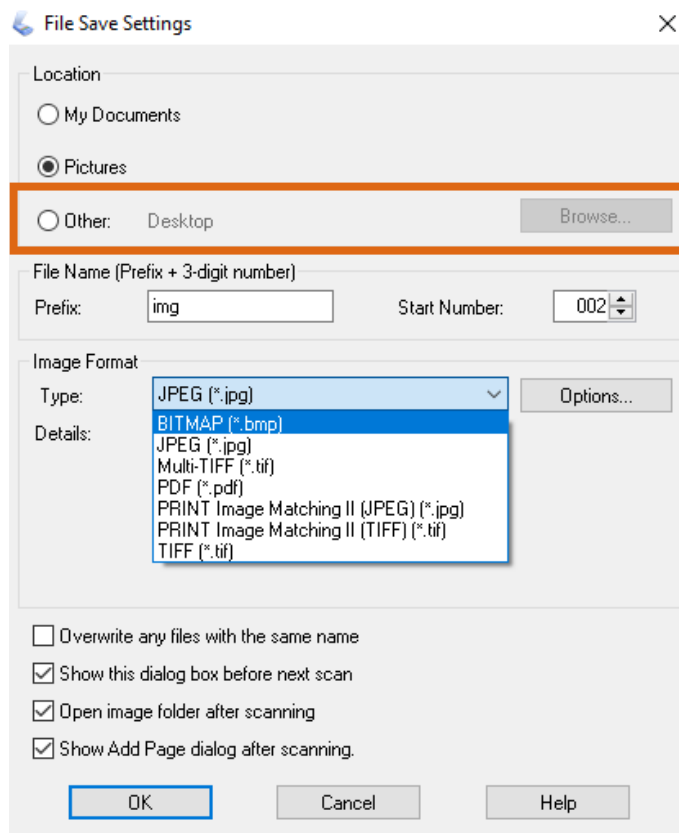 File Save Settings
Location
My Documents
Pictures
Other: Desktop Browse...
File Name (Prefix + 3-digit number)
Prefix: img Start Number: 002
Image Format
Type: JPEG (*.jpg) Options...
Details: BITMAP (*.bmp)
JPEG (*.jpg)
Multi-TIFF (*.tif)
PDF (*.pdf)
PRINT Image Matching II (JPEG) (*.jpg)
PRINT Image Matching II (TIFF) (*.tif)
TIFF (*.tif)
Overwrite any files with the same name
Show this dialog box before next scan
Open image folder after scanning
Show Add Page dialog after scanning.
OK Cancel Help